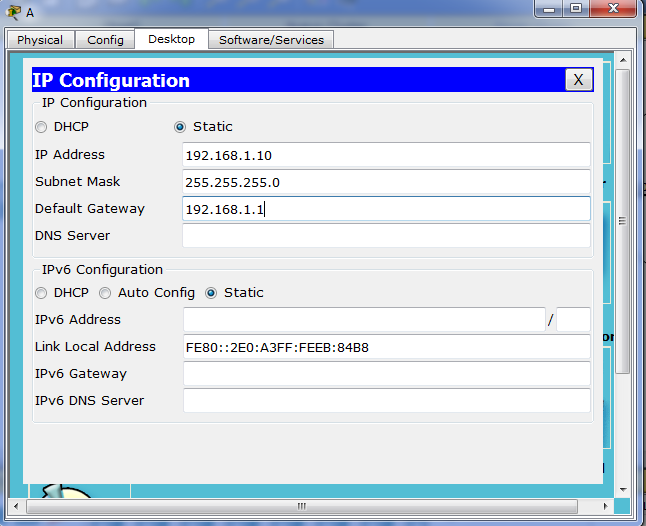 A
X
Physical Config Desktop Software/Services
IP Configuration X
IP Configuration
DHCP Static
IP Address 192.168.1.10
Subnet Mask 255.255.255.0
Default Gateway 192.168.1.1
DNS Server
IPv6 Configuration
DHCP Auto Config Static
IPv6 Address /
Link Local Address FE80::2E0:A3FF:FEEB:84B8
IPv6 Gateway
IPv6 DNS Server